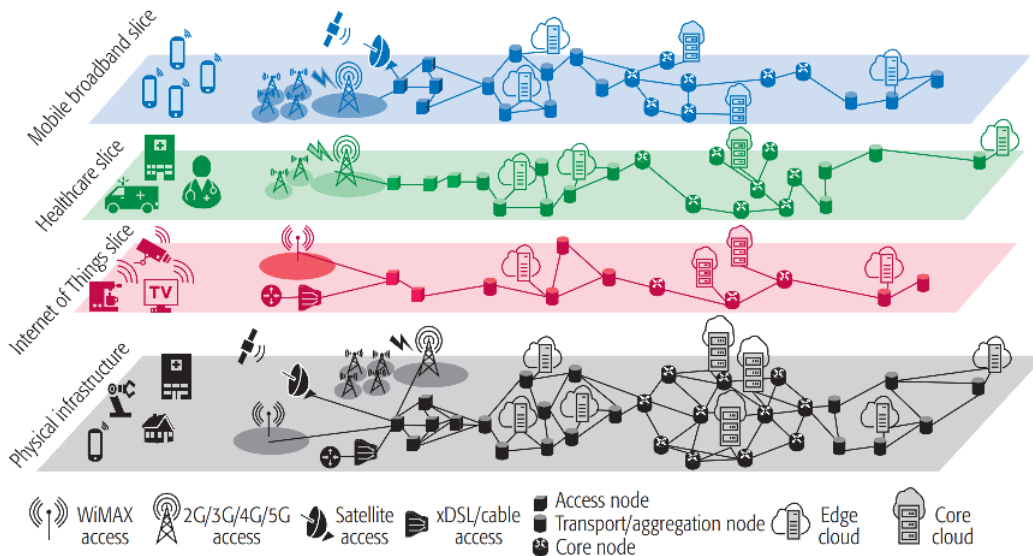 Mobile broadband slice
Healthcare slice
Internet of Things slice
TV
Physical infrastructure
WiMAX
access
2G/3G/4G/5G
access
Satellite
access
xDSL/cable
access
Access node
Transport/aggregation node
Core node
Edge
cloud
Core
cloud